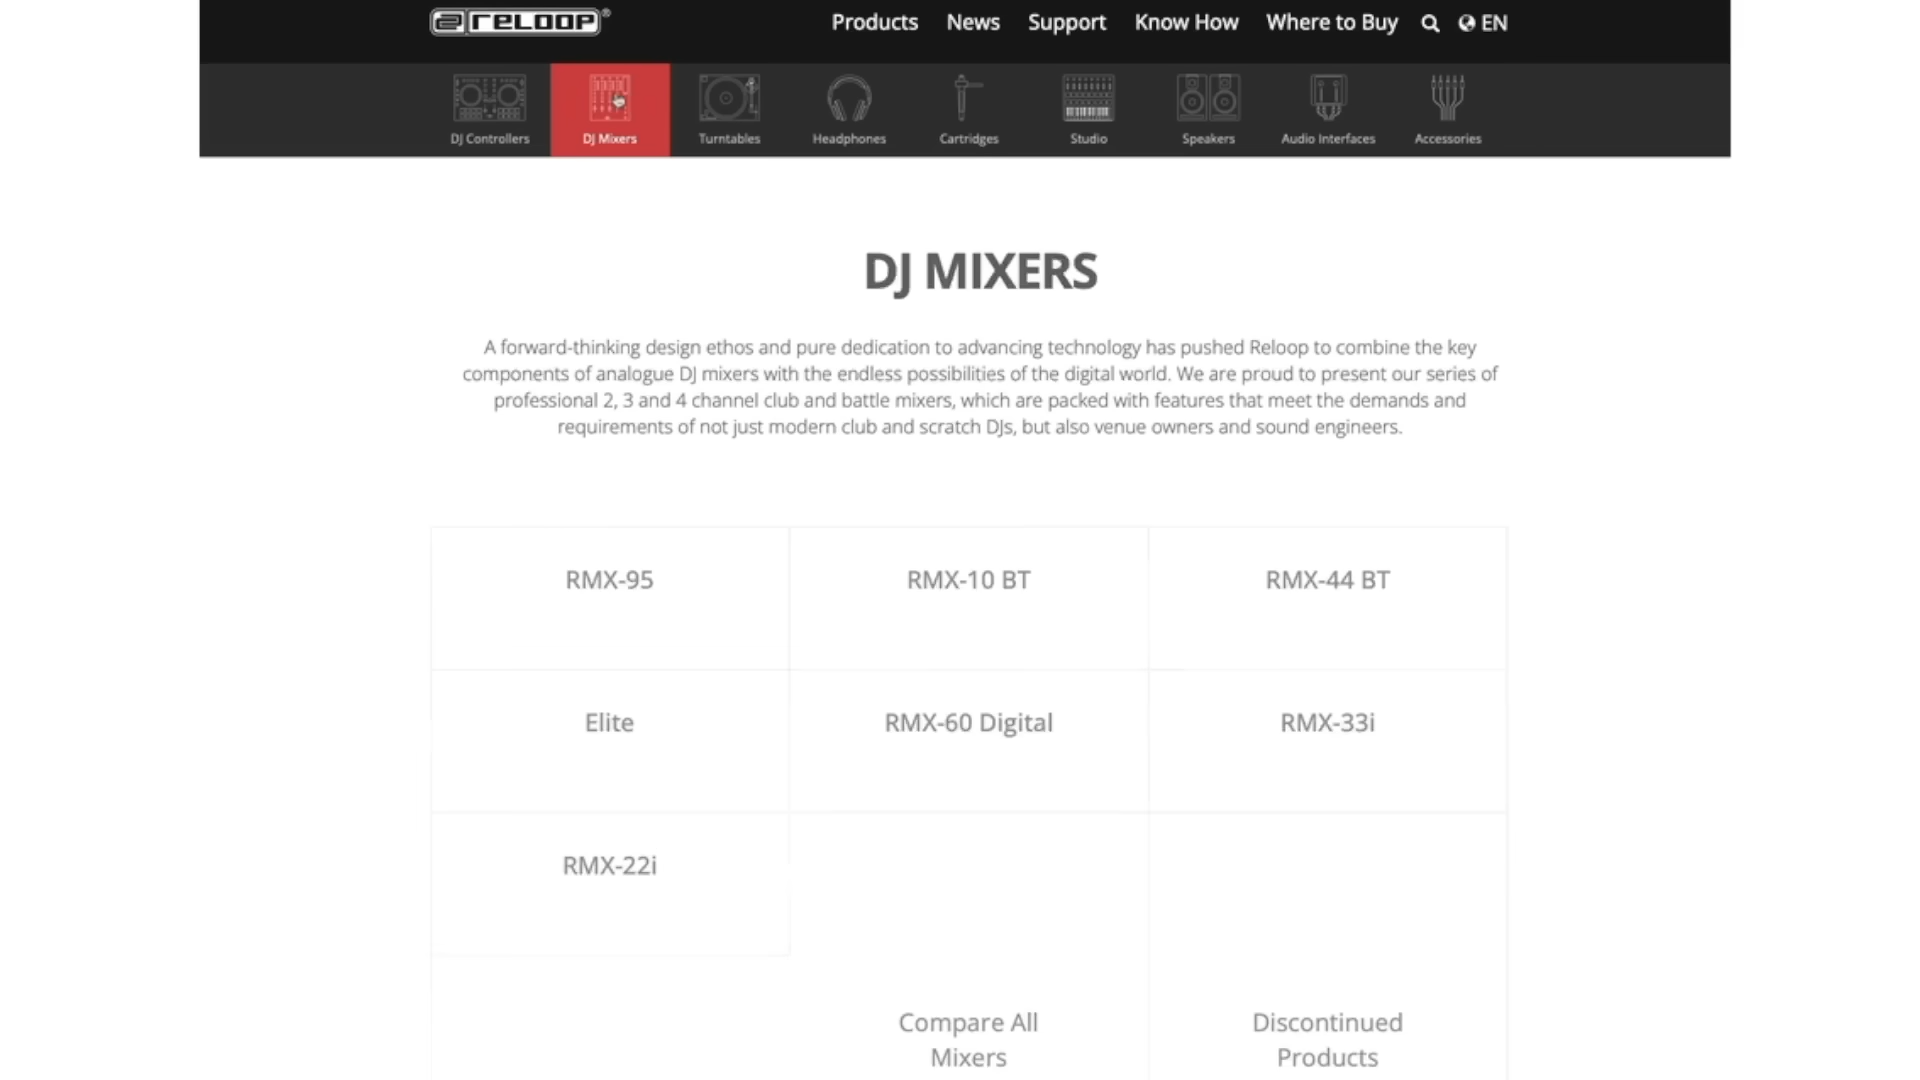 reloop®
Products News Support Know How Where to Buy EN
DJ Controllers DJ Mixers Turntables Headphones Cartridges Studio Speakers Audio Interfaces Accessories
DJ MIXERS
A forward-thinking design ethos and pure dedication to advancing technology has pushed Reloop to combine the key
components of analogue DJ mixers with the endless possibilities of the digital world. We are proud to present our series of
professional 2, 3 and 4 channel club and battle mixers, which are packed with features that meet the demands and
requirements of not just modern club and scratch DJs, but also venue owners and sound engineers.
RMX-95 RMX-10 BT RMX-44 BT
Elite RMX-60 Digital RMX-33i
RMX-22i
Compare All
Mixers
Discontinued
Products